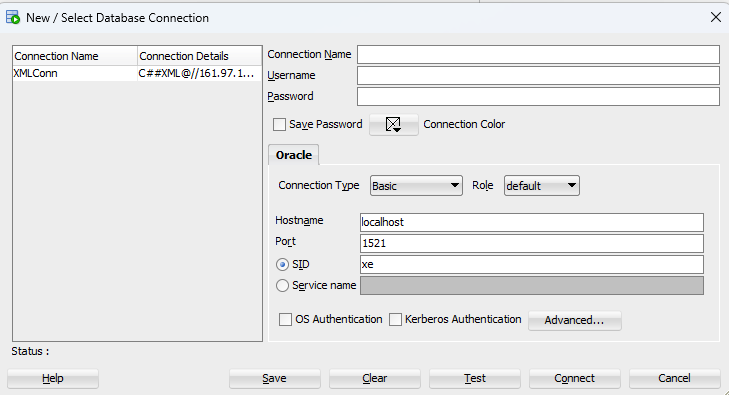 New / Select Database Connection
Connection Name Connection Details
XMLConn C##XML@//161.97.1...
Connection Name
Username
Password
Save Password Connection Color
Oracle
Connection Type Basic Role default
Hostname localhost
Port 1521
SID xe
Service name
OS Authentication Kerberos Authentication Advanced...
Status :
Help Save Clear Test Connect Cancel